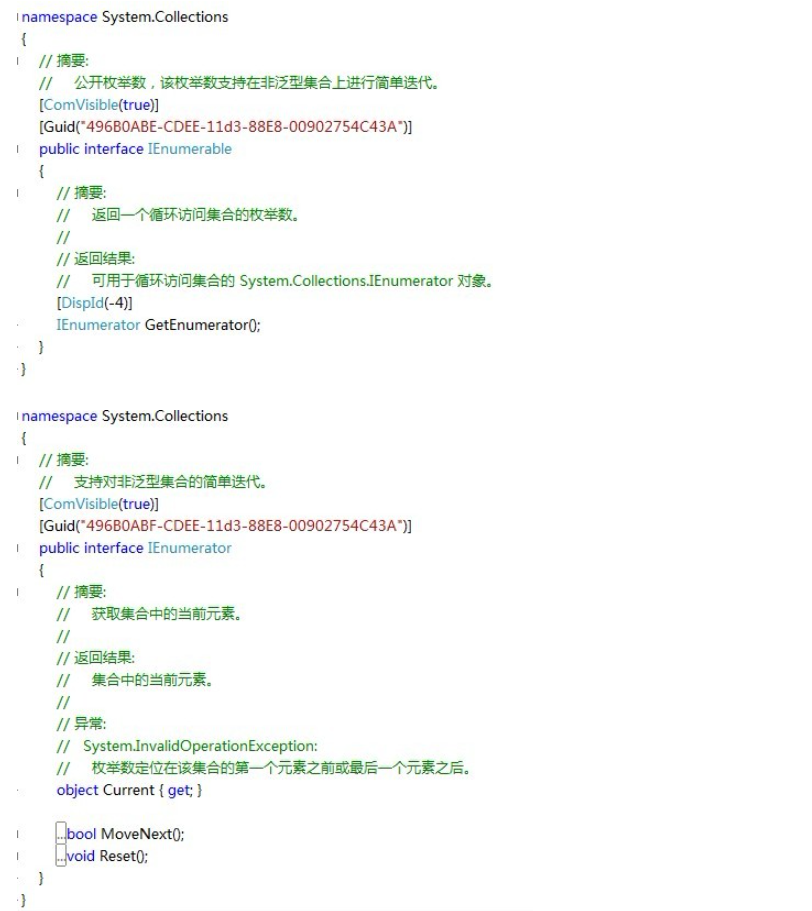 namespace System.Collections
{
// 摘要:
//     公开枚举数，该枚举数支持在非泛型集合上进行简单迭代。
[ComVisible(true)]
[Guid("496B0ABE-CDEE-11d3-88E8-00902754C43A")]
public interface IEnumerable
{
// 摘要:
//     返回一个循环访问集合的枚举数。
//
// 返回结果:
//     可用于循环访问集合的 System.Collections.IEnumerator 对象。
[DispId(-4)]
IEnumerator GetEnumerator();
}
}
namespace System.Collections
{
// 摘要:
//     支持对非泛型集合的简单迭代。
[ComVisible(true)]
[Guid("496B0ABF-CDEE-11d3-88E8-00902754C43A")]
public interface IEnumerator
{
// 摘要:
//     获取集合中的当前元素。
//
// 返回结果:
//     集合中的当前元素。
//
// 异常:
//   System.InvalidOperationException:
//     枚举数定位在该集合的第一个元素之前或最后一个元素之后。
object Current { get; }
...bool MoveNext();
...void Reset();
}
}